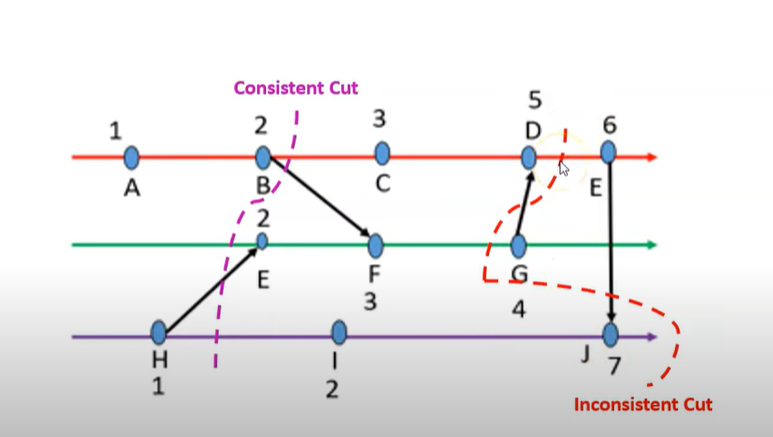 Consistent Cut
1 2 3 5 6
A B C D E
2
E F G
3 4
H I J 7
1 2
Inconsistent Cut